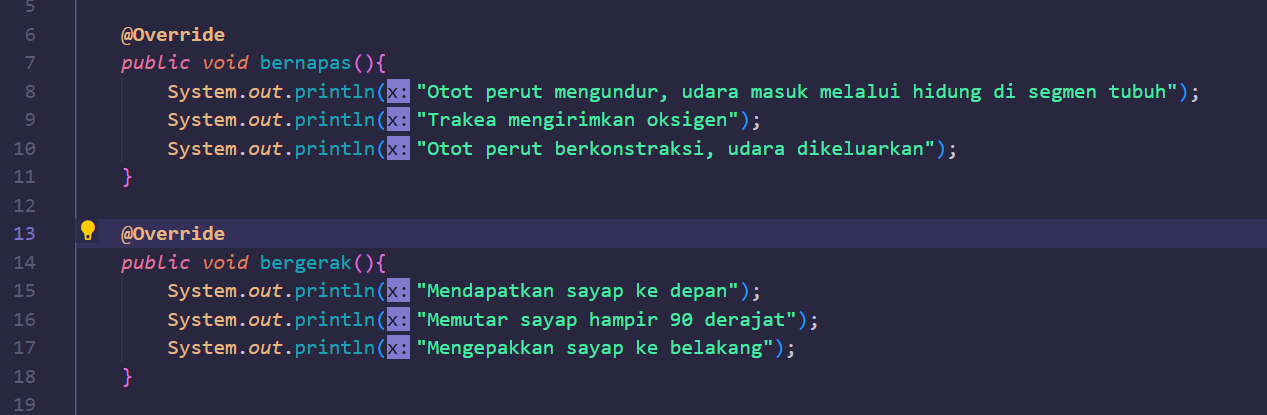 5
6 @Override
7 public void bernapas(){
8 System.out.println(x: "Otot perut mengundur, udara masuk melalui hidung di segmen tubuh");
9 System.out.println(x: "Trakea mengirimkan oksigen");
10 System.out.println(x: "Otot perut berkonstraksi, udara dikeluarkan");
11 }
12
13 @Override
14 public void bergerak(){
15 System.out.println(x: "Mendapatkan sayap ke depan");
16 System.out.println(x: "Memutar sayap hampir 90 derajat");
17 System.out.println(x: "Mengepakkan sayap ke belakang");
18 }
19